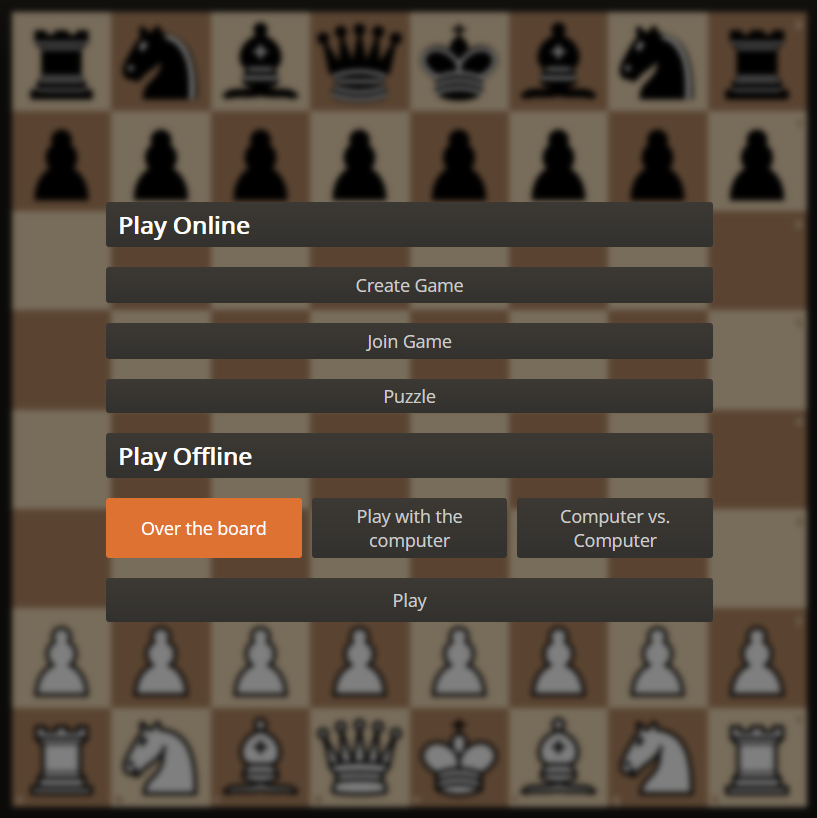 Play Online
Create Game
Join Game
Puzzle
Play Offline
Over the board
Play with the
computer
Computer vs.
Computer
Play